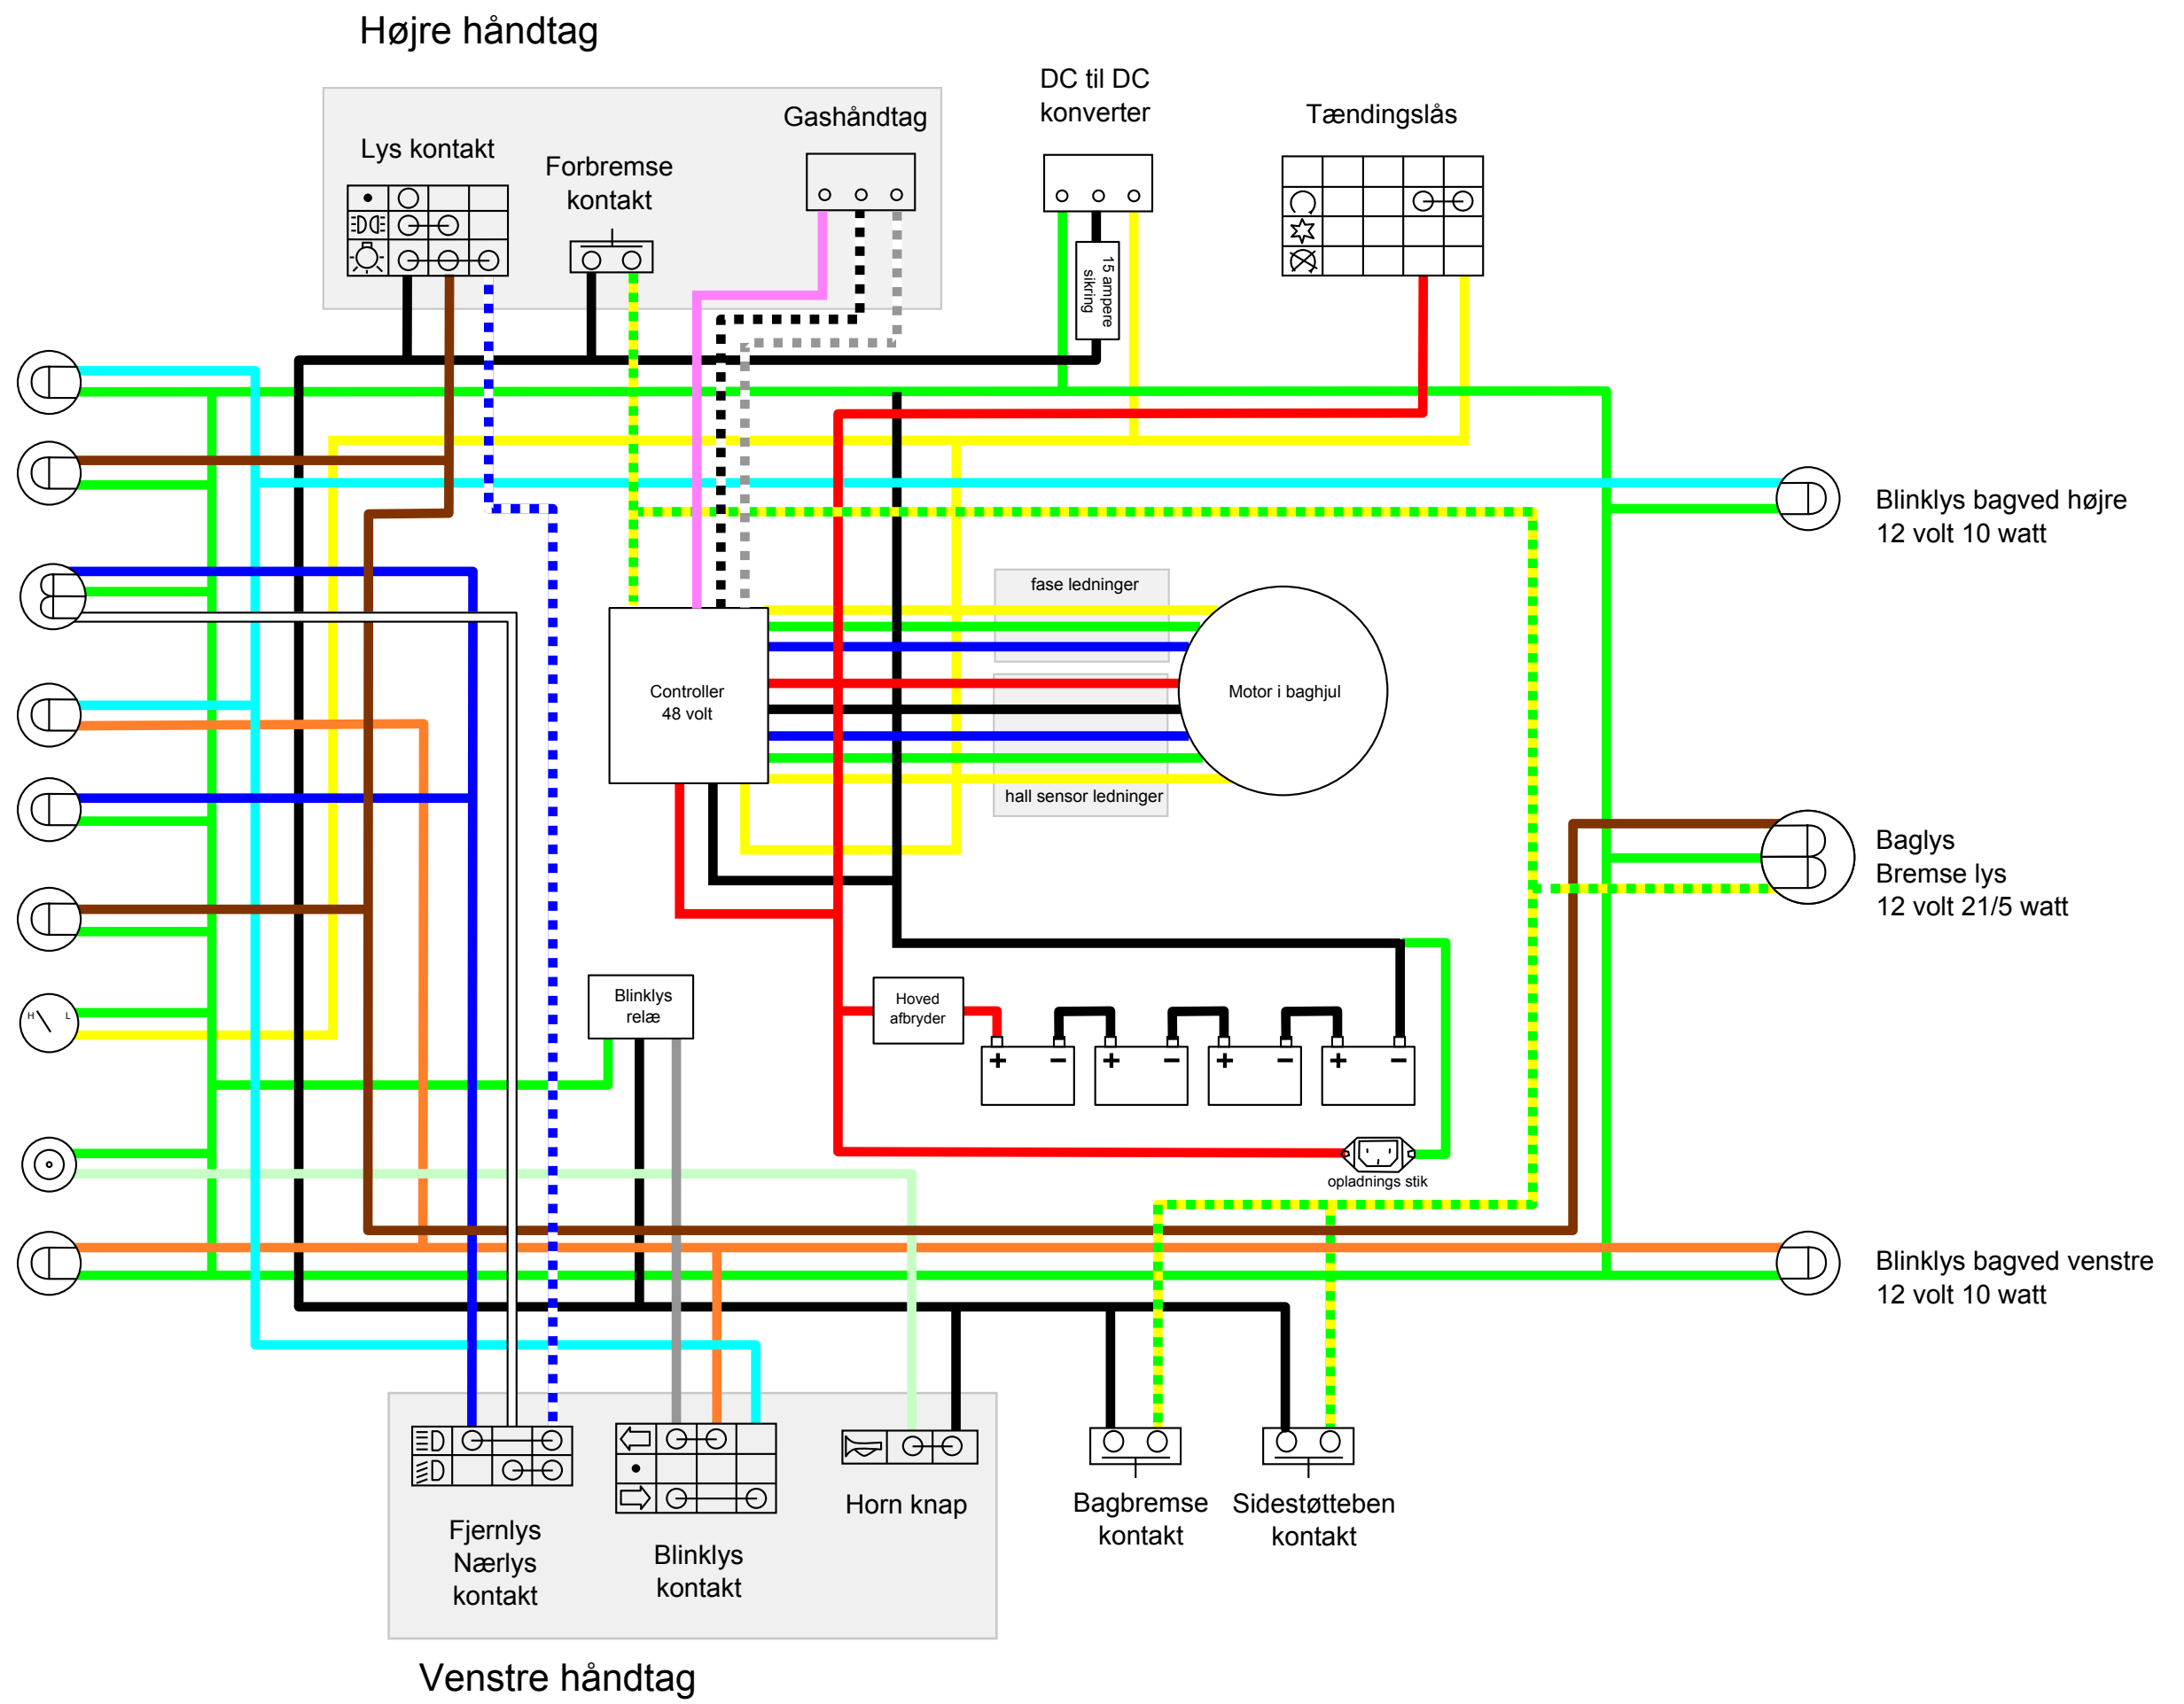 Højre håndtag
DC til DC
konverter
Tændingslås
Gashåndtag
Lys kontakt
Forbremse
kontakt
15 ampere
sikring
Blinklys bagved højre
12 volt 10 watt
fase ledninger
Controller
48 volt
Motor i baghjul
hall sensor ledninger
Baglys
Bremse lys
12 volt 21/5 watt
Blinklys
relæ
Hoved
afbryder
H L
+ − + − + − + −
opladnings stik
Blinklys bagved venstre
12 volt 10 watt
Horn knap
Bagbremse
kontakt
Sidestøtteben
kontakt
Fjernlys
Nærlys
kontakt
Blinklys
kontakt
Venstre håndtag